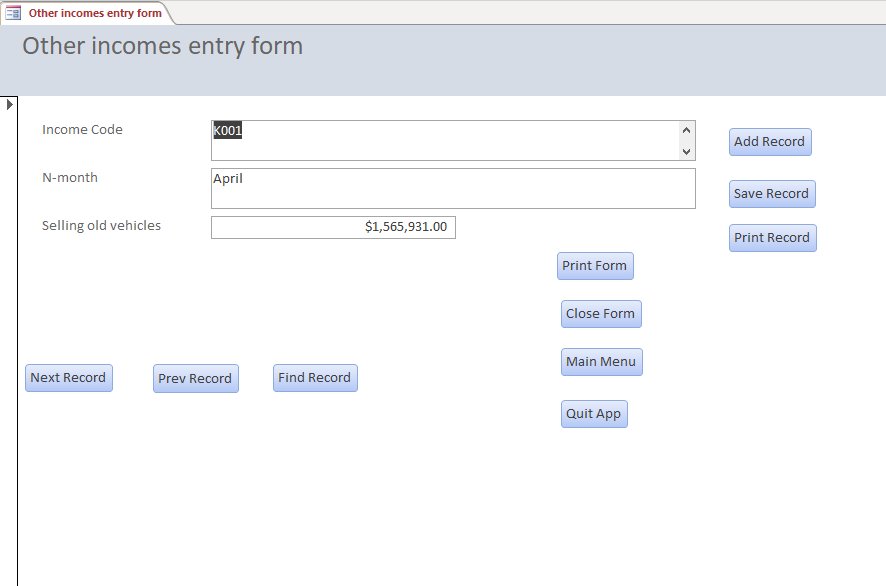 Other incomes entry form
Other incomes entry form
Income Code
K001
Add Record
N-month
April
Save Record
Selling old vehicles
$1,565,931.00
Print Record
Print Form
Close Form
Main Menu
Next Record
Prev Record
Find Record
Quit App